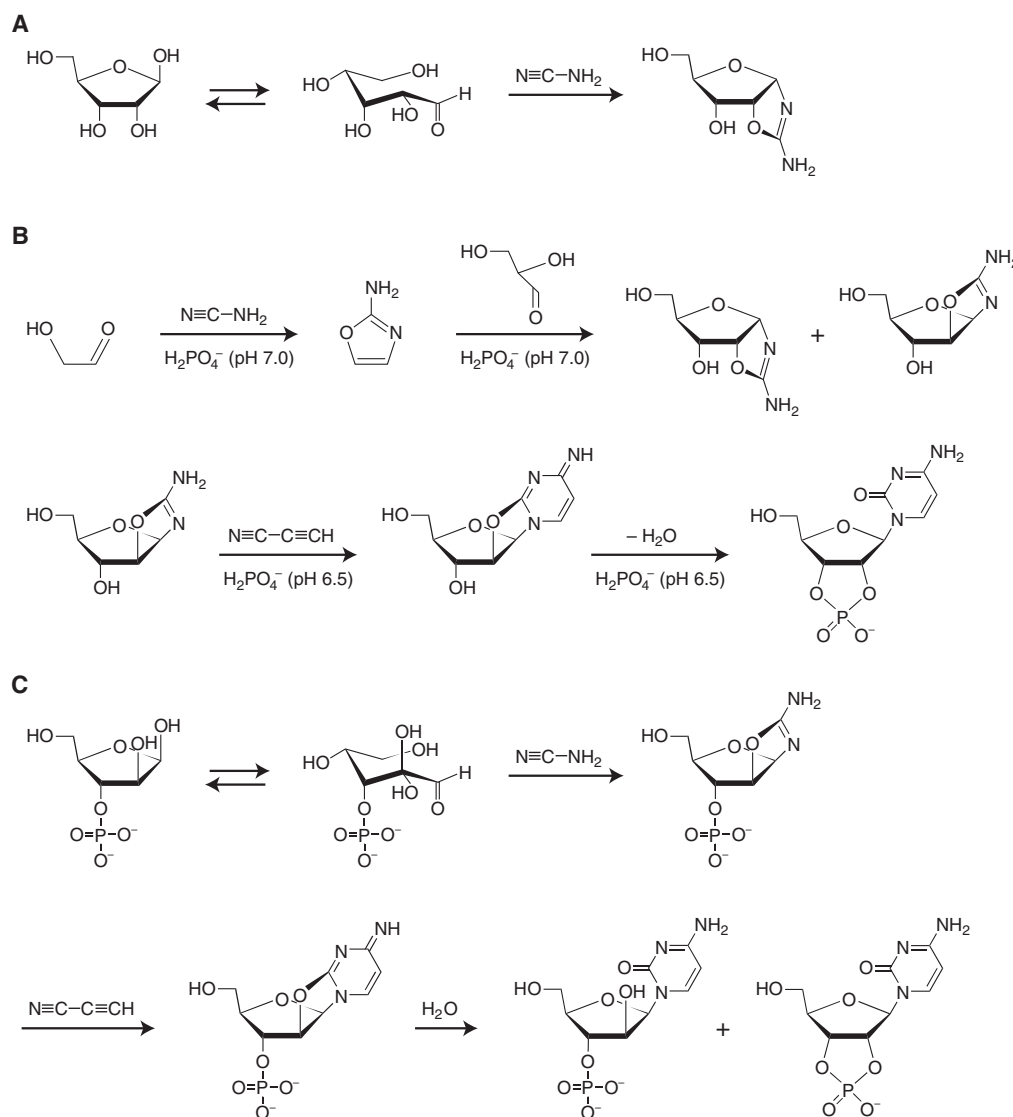 A
HO
OH
O
HO OH
HO
OH
H
HO
HO
O
N≡C–NH₂
HO
O
N
OH
O
NH₂
B
HO
O
N≡C–NH₂
H₂PO₄⁻ (pH 7.0)
NH₂
O
N
HO
OH
O
H₂PO₄⁻ (pH 7.0)
HO
O
N
OH
O
NH₂
+
NH₂
HO
O
O
N
OH
NH₂
HO
O
O
N
OH
N≡C–C≡CH
H₂PO₄⁻ (pH 6.5)
NH
N
HO
O
O
N
OH
– H₂O
H₂PO₄⁻ (pH 6.5)
NH₂
N
O
N
HO
O
O
O
P
O
O⁻
C
OH
HO
O
OH
O
O=P–O⁻
O⁻
OH
HO
OH
H
HO
O
O
O=P–O⁻
O⁻
N≡C–NH₂
NH₂
HO
O
O
N
O
O=P–O⁻
O⁻
N≡C–C≡CH
NH
N
HO
O
O
N
O
O=P–O⁻
O⁻
H₂O
NH₂
N
O
N
HO
O
OH
O
O=P–O⁻
O⁻
+
NH₂
N
O
N
HO
O
O
O
P
O
O⁻